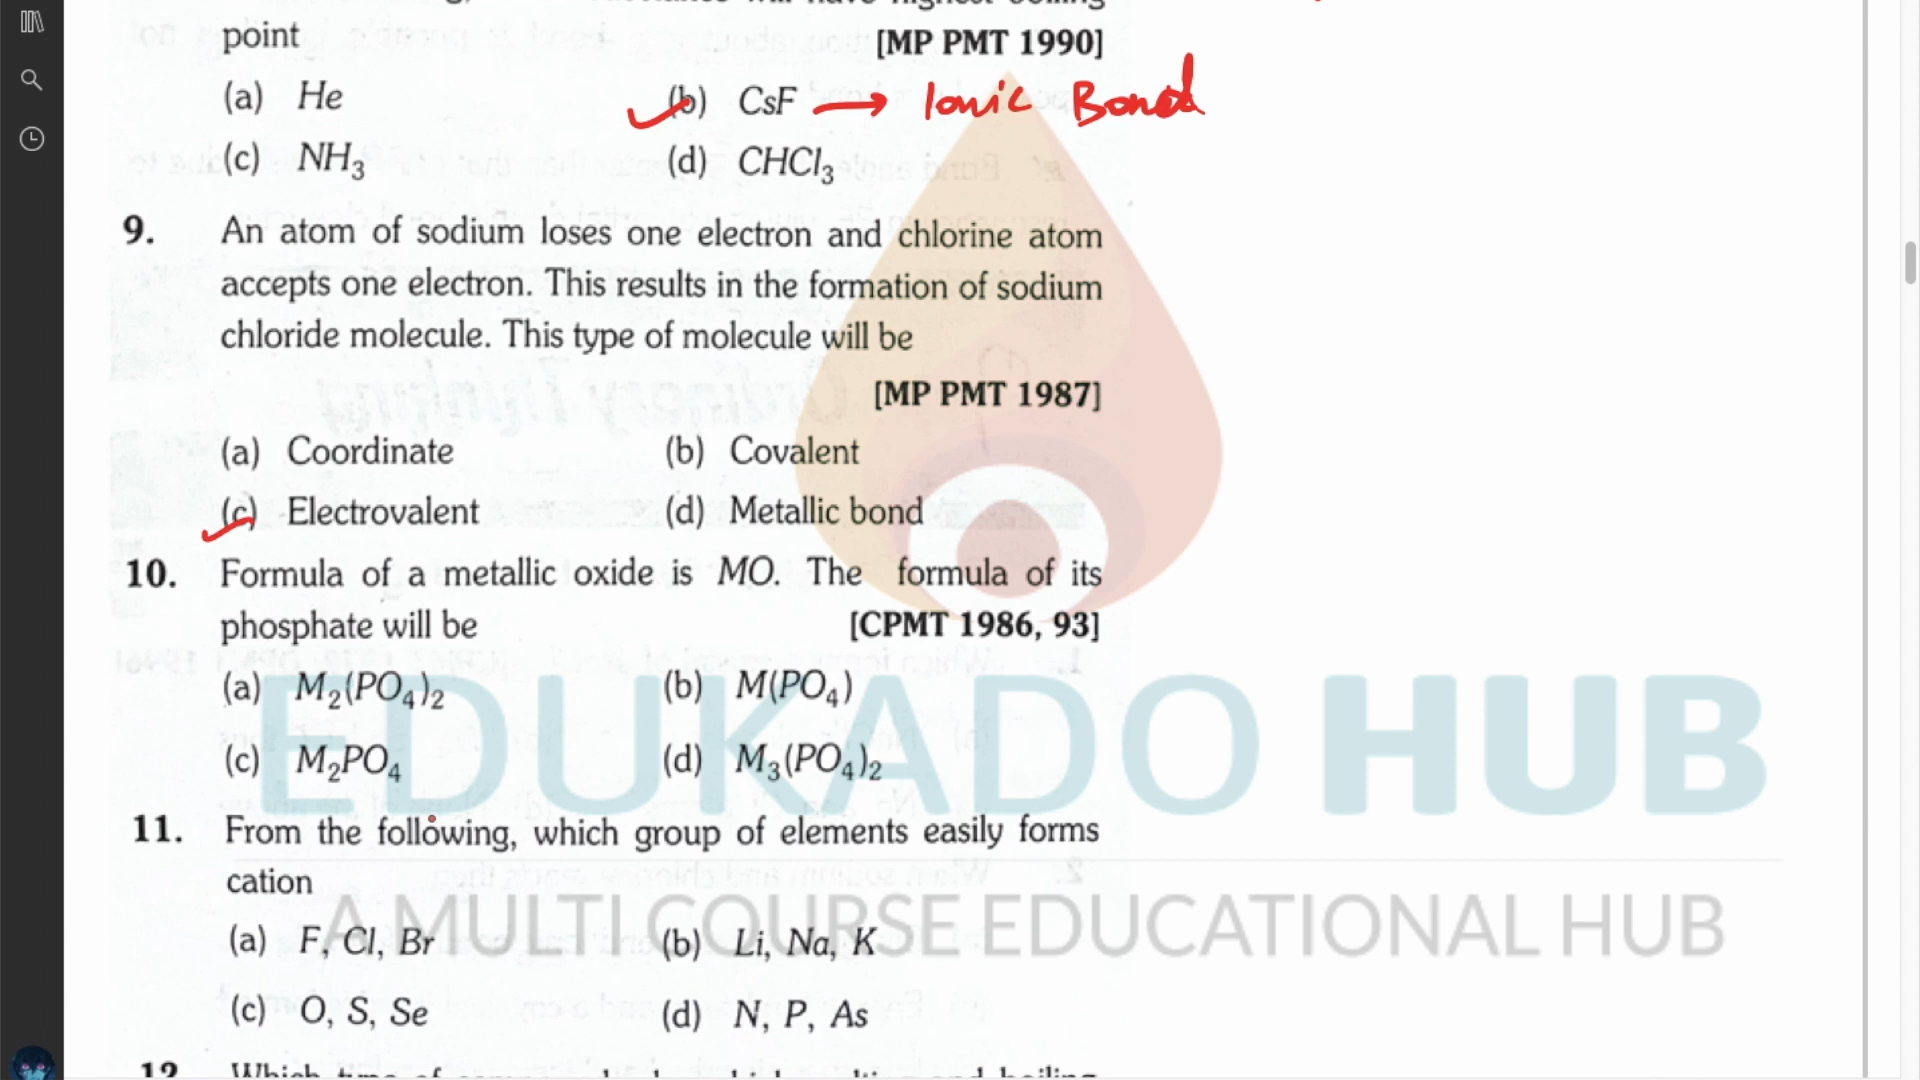 point [MP PMT 1990]
(a) He (b) CsF → Ionic Bond
(c) NH₃ (d) CHCl₃
9. An atom of sodium loses one electron and chlorine atom
accepts one electron. This results in the formation of sodium
chloride molecule. This type of molecule will be
[MP PMT 1987]
(a) Coordinate (b) Covalent
(c) Electrovalent (d) Metallic bond
10. Formula of a metallic oxide is MO. The formula of its
phosphate will be [CPMT 1986, 93]
(a) M₂(PO₄)₂ (b) M(PO₄)
(c) M₂PO₄ (d) M₃(PO₄)₂
EDUKADO HUB
11. From the following, which group of elements easily forms
cation
A MULTI COURSE EDUCATIONAL HUB
(a) F, Cl, Br (b) Li, Na, K
(c) O, S, Se (d) N, P, As
12